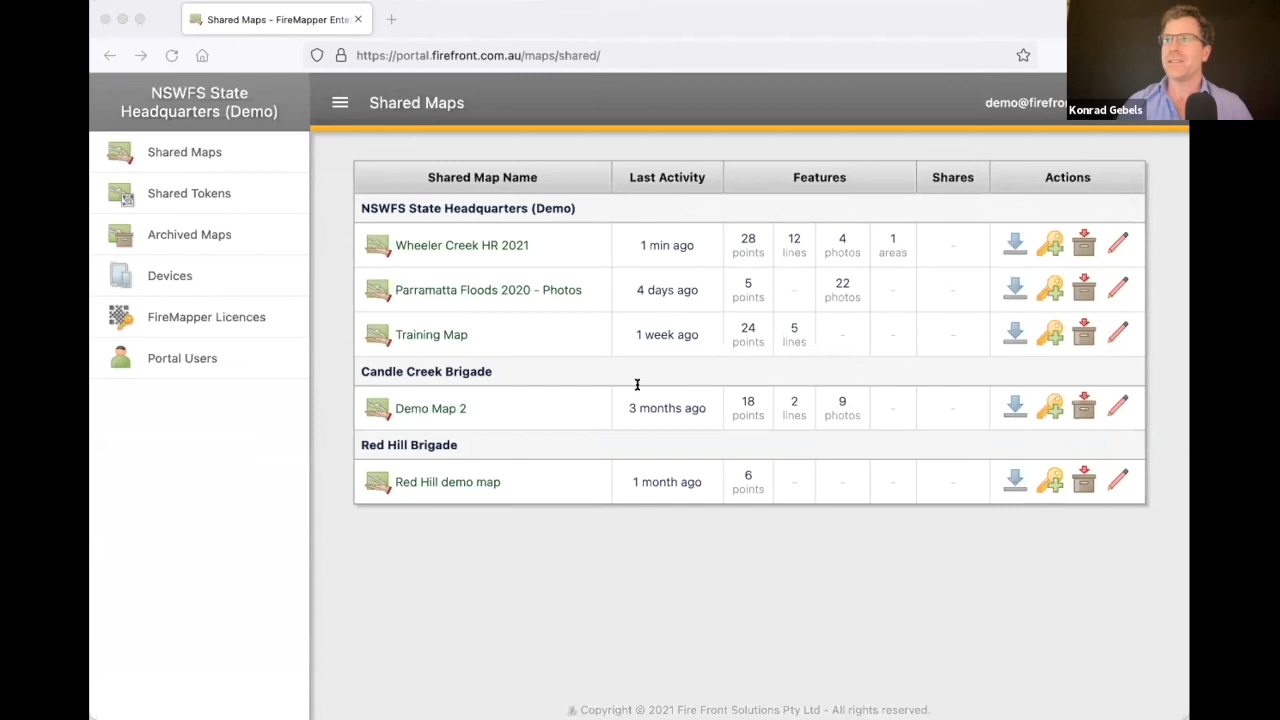 Shared Maps - FireMapper Ente
https://portal.firefront.com.au/maps/shared/
NSWFS State
Headquarters (Demo)
Shared Maps
demo@firefro
Konrad Gebels
Shared Maps
Shared Tokens
Archived Maps
Devices
FireMapper Licences
Portal Users
Shared Map Name Last Activity Features Shares Actions
NSWFS State Headquarters (Demo)
Wheeler Creek HR 2021 1 min ago 28 12 4 1 -
points lines photos areas
Parramatta Floods 2020 - Photos 4 days ago 5 - 22 - -
points photos
Training Map 1 week ago 24 5 - - -
points lines
Candle Creek Brigade
Demo Map 2 3 months ago 18 2 9 - -
points lines photos
Red Hill Brigade
Red Hill demo map 1 month ago 6 - - - -
points
Copyright © 2021 Fire Front Solutions Pty Ltd - All rights reserved.